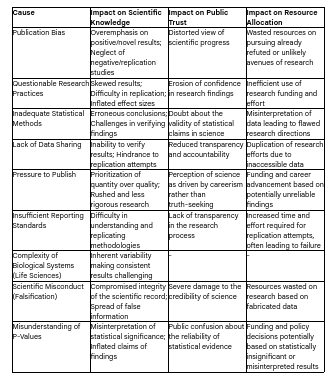 Cause
Impact on Scientific
Knowledge
Impact on Public
Trust
Impact on Resource
Allocation
Publication Bias
Overemphasis on
positive/novel results;
Neglect of
negative/replication
studies
Distorted view of
scientific progress
Wasted resources on
pursuing already
refuted or unlikely
avenues of research
Questionable Research
Practices
Skewed results;
Difficulty in replication;
Inflated effect sizes
Erosion of confidence
in research findings
Inefficient use of
research funding and
effort
Inadequate Statistical
Methods
Erroneous conclusions;
Challenges in verifying
findings
Doubt about the
validity of statistical
claims in science
Misinterpretation of
data leading to flawed
research directions
Lack of Data Sharing
Inability to verify
results; Hindrance to
replication attempts
Reduced transparency
and accountability
Duplication of research
efforts due to
inaccessible data
Pressure to Publish
Prioritization of
quantity over quality;
Rushed and less
rigorous research
Perception of science
as driven by careerism
rather than
truth-seeking
Funding and career
advancement based on
potentially unreliable
findings
Insufficient Reporting
Standards
Difficulty in
understanding and
replicating
methodologies
Lack of transparency
in the research
process
Increased time and
effort required for
replication attempts,
often leading to failure
Complexity of
Biological Systems
(Life Sciences)
Inherent variability
making consistent
results challenging
-
-
Scientific Misconduct
(Falsification)
Compromised integrity
of the scientific record;
Spread of false
information
Severe damage to the
credibility of science
Resources wasted on
research based on
fabricated data
Misunderstanding of
P-Values
Misinterpretation of
statistical significance;
Inflated claims of
findings
Public confusion about
the reliability of
statistical evidence
Funding and policy
decisions potentially
based on statistically
insignificant or
misinterpreted results